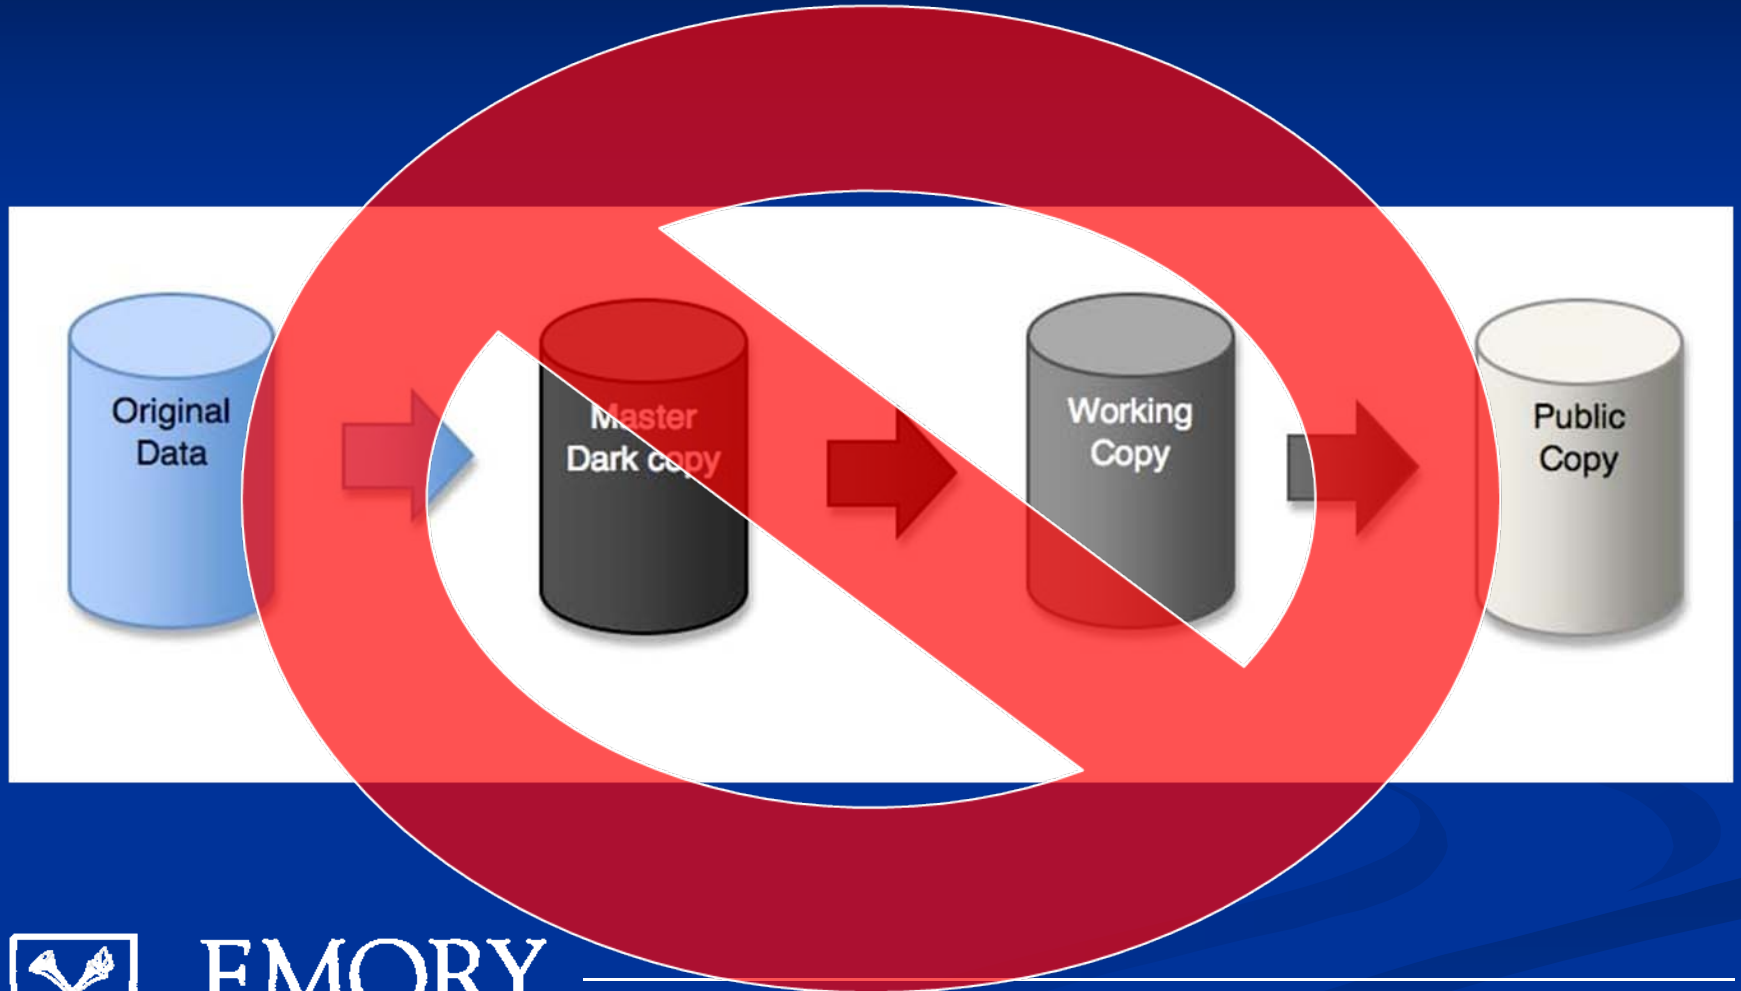 Original
Data
Master
Dark copy
Working
Copy
Public
Copy
EMORY